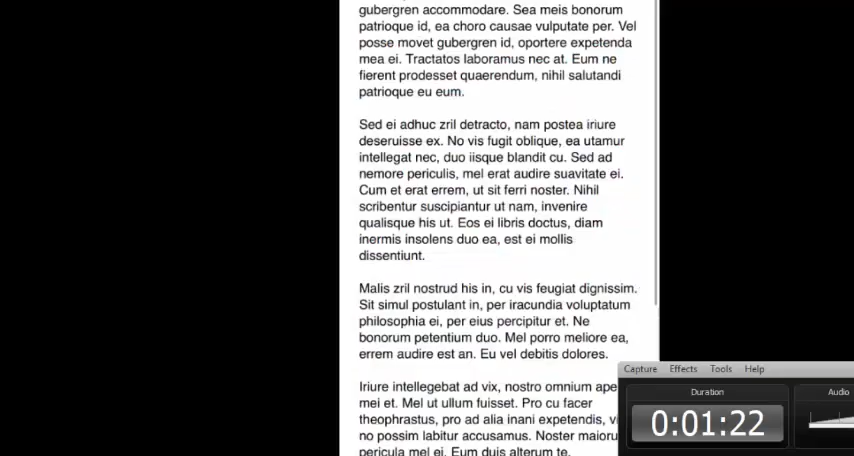 gubergren accommodare. Sea meis bonorum
patrioque id, ea choro causae vulputate per. Vel
posse movet gubergren id, oportere expetenda
mea ei. Tractatos laboramus nec at. Eum ne
fierent prodesset quaerendum, nihil salutandi
patrioque eu eum.
Sed ei adhuc zril detracto, nam postea iriure
deseruisse ex. No vis fugit oblique, ea utamur
intellegat nec, duo iisque blandit cu. Sed ad
nemore periculis, mel erat audire suavitate ei.
Cum et erat errem, ut sit ferri noster. Nihil
scribentur suscipiantur ut nam, invenire
qualisque his ut. Eos ei libris doctus, diam
inermis insolens duo ea, est ei mollis
dissentiunt.
Malis zril nostrud his in, cu vis feugiat dignissim.
Sit simul postulant in, per iracundia voluptatum
philosophia ei, per eius percipitur et. Ne
bonorum petentium duo. Mel porro meliore ea,
errem audire est an. Eu vel debitis dolores.
Iriure intellegebat ad vix, nostro omnium
mei et. Mel ut ullum fuisset. Pro cu facer
theophrastus, pro ad alia inani expetendis,
no possim labitur accusamus. Noster
pericula mel ei. Eum duis alterum te.
Capture Effects Tools Help
Duration
Audio
0:01:22